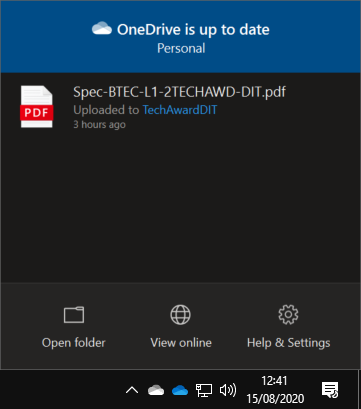 OneDrive is up to date
Personal
PDF
Spec-BTEC-L1-2TECHAWD-DIT.pdf
Uploaded to TechAwardDIT
3 hours ago
Open folder
View online
Help & Settings
12:41
15/08/2020